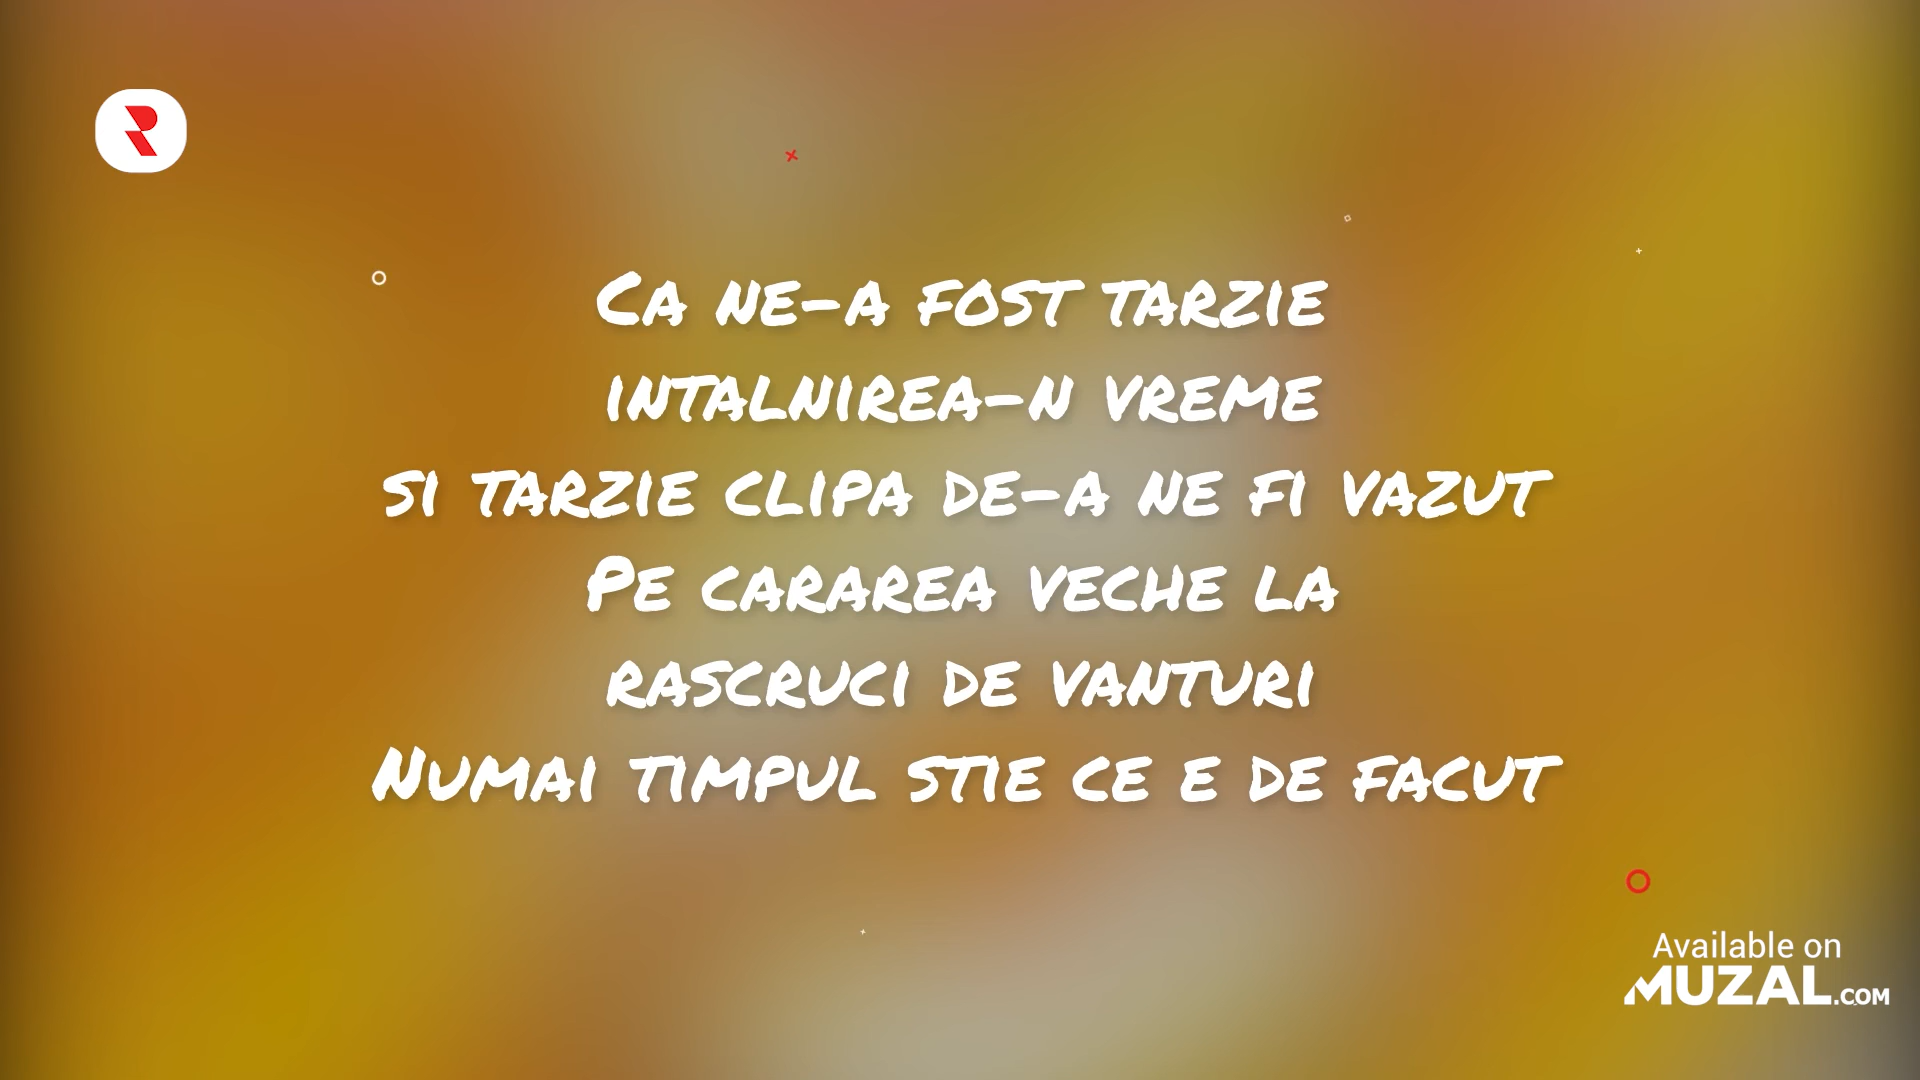 Ca ne-a fost tarzie
intalnirea-n vreme
si tarzie clipa de-a ne fi vazut
Pe cararea veche la
rascruci de vanturi
Numai timpul stie ce e de facut
R
Available on
MUZAL.COM